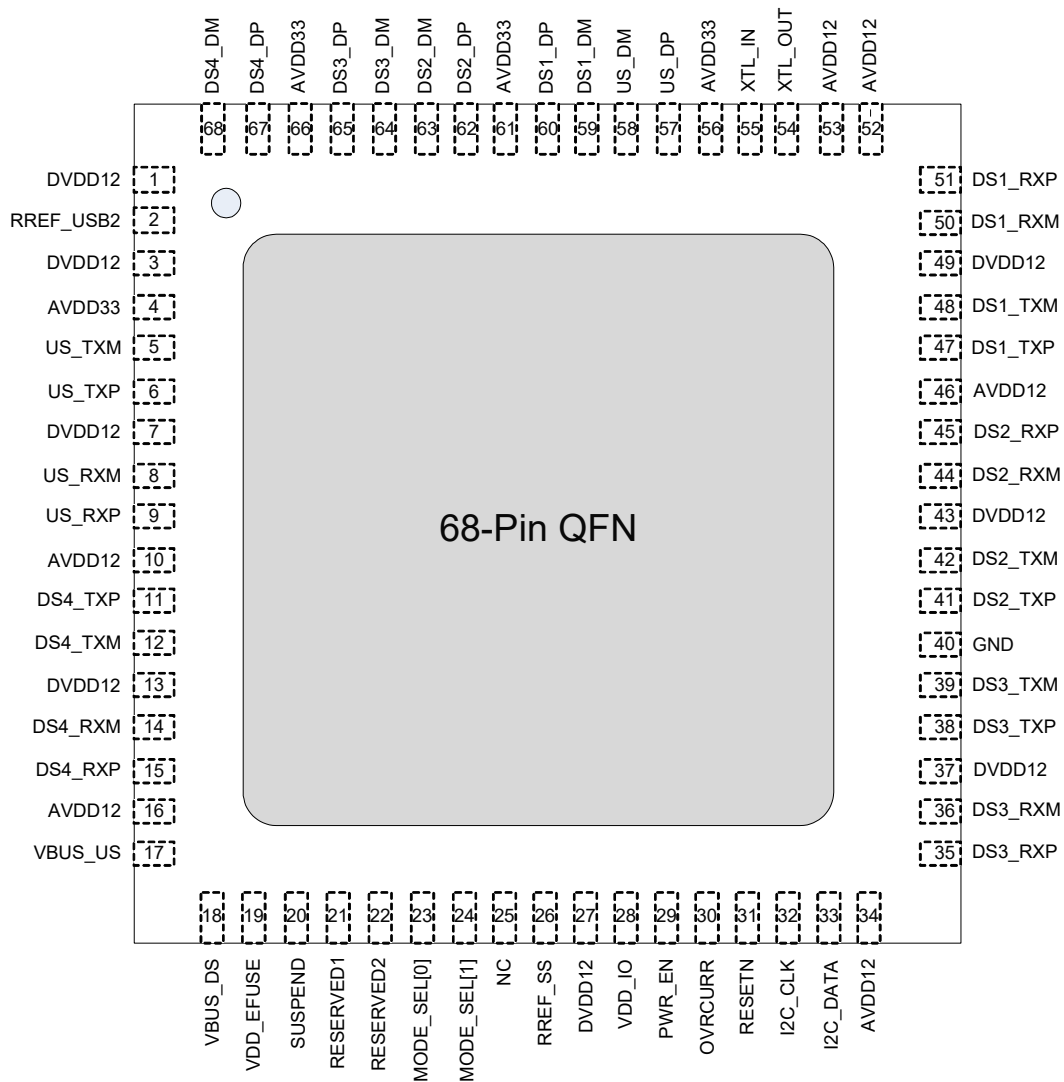 DS4_DM
DS4_DP
AVDD33
DS3_DP
DS3_DM
DS2_DM
DS2_DP
AVDD33
DS1_DP
DS1_DM
US_DM
US_DP
AVDD33
XTL_IN
XTL_OUT
AVDD12
AVDD12
68 67 66 65 64 63 62 61 60 59 58 57 56 55 54 53 52
DVDD12 1
RREF_USB2 2
DVDD12 3
AVDD33 4
US_TXM 5
US_TXP 6
DVDD12 7
US_RXM 8
US_RXP 9
AVDD12 10
DS4_TXP 11
DS4_TXM 12
DVDD12 13
DS4_RXM 14
DS4_RXP 15
AVDD12 16
VBUS_US 17
68-Pin QFN
51 DS1_RXP
50 DS1_RXM
49 DVDD12
48 DS1_TXM
47 DS1_TXP
46 AVDD12
45 DS2_RXP
44 DS2_RXM
43 DVDD12
42 DS2_TXM
41 DS2_TXP
40 GND
39 DS3_TXM
38 DS3_TXP
37 DVDD12
36 DS3_RXM
35 DS3_RXP
18 19 20 21 22 23 24 25 26 27 28 29 30 31 32 33 34
VBUS_DS
VDD_EFUSE
SUSPEND
RESERVED1
RESERVED2
MODE_SEL[0]
MODE_SEL[1]
NC
RREF_SS
DVDD12
VDD_IO
PWR_EN
OVRCURR
RESETN
I2C_CLK
I2C_DATA
AVDD12